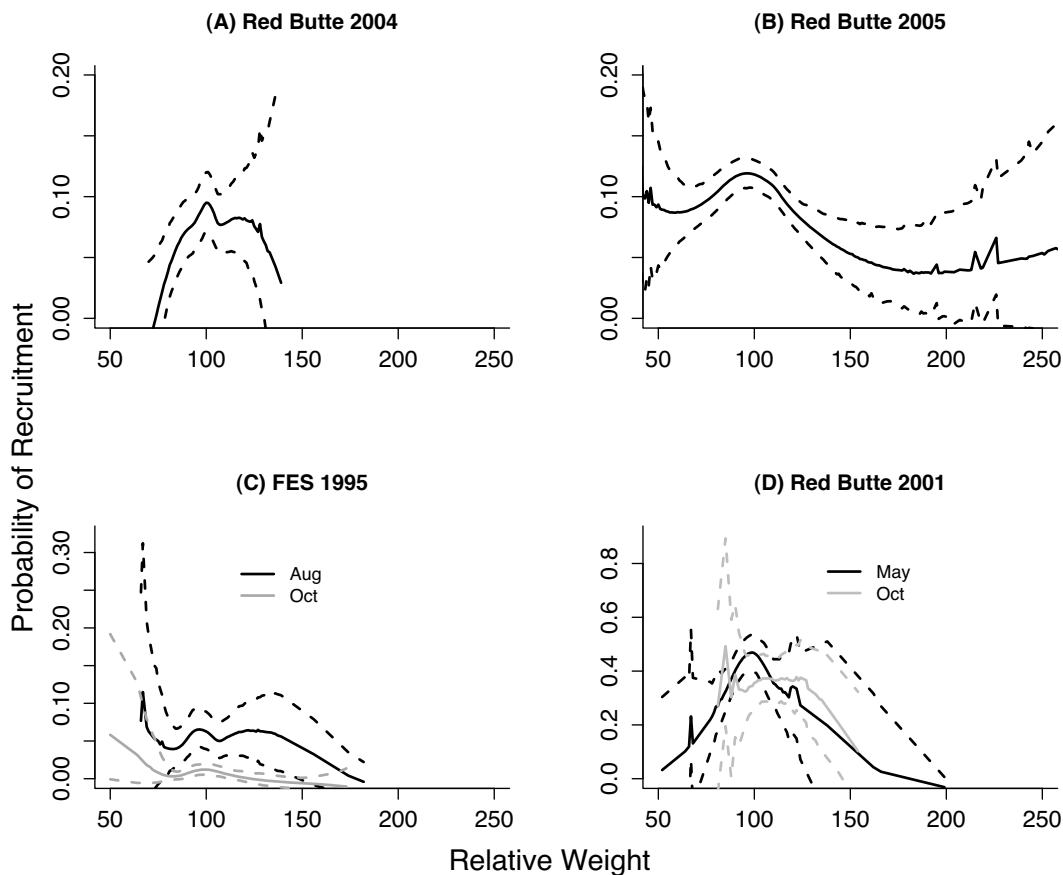 (A) Red Butte 2004
0.20
0.10
0.00
50 100 150 200 250
(B) Red Butte 2005
0.20
0.10
0.00
50 100 150 200 250
Probability of Recruitment
(C) FES 1995
0.30
0.20
0.10
0.00
Aug
Oct
50 100 150 200 250
(D) Red Butte 2001
0.8
0.6
0.4
0.2
0.0
May
Oct
50 100 150 200 250
Relative Weight